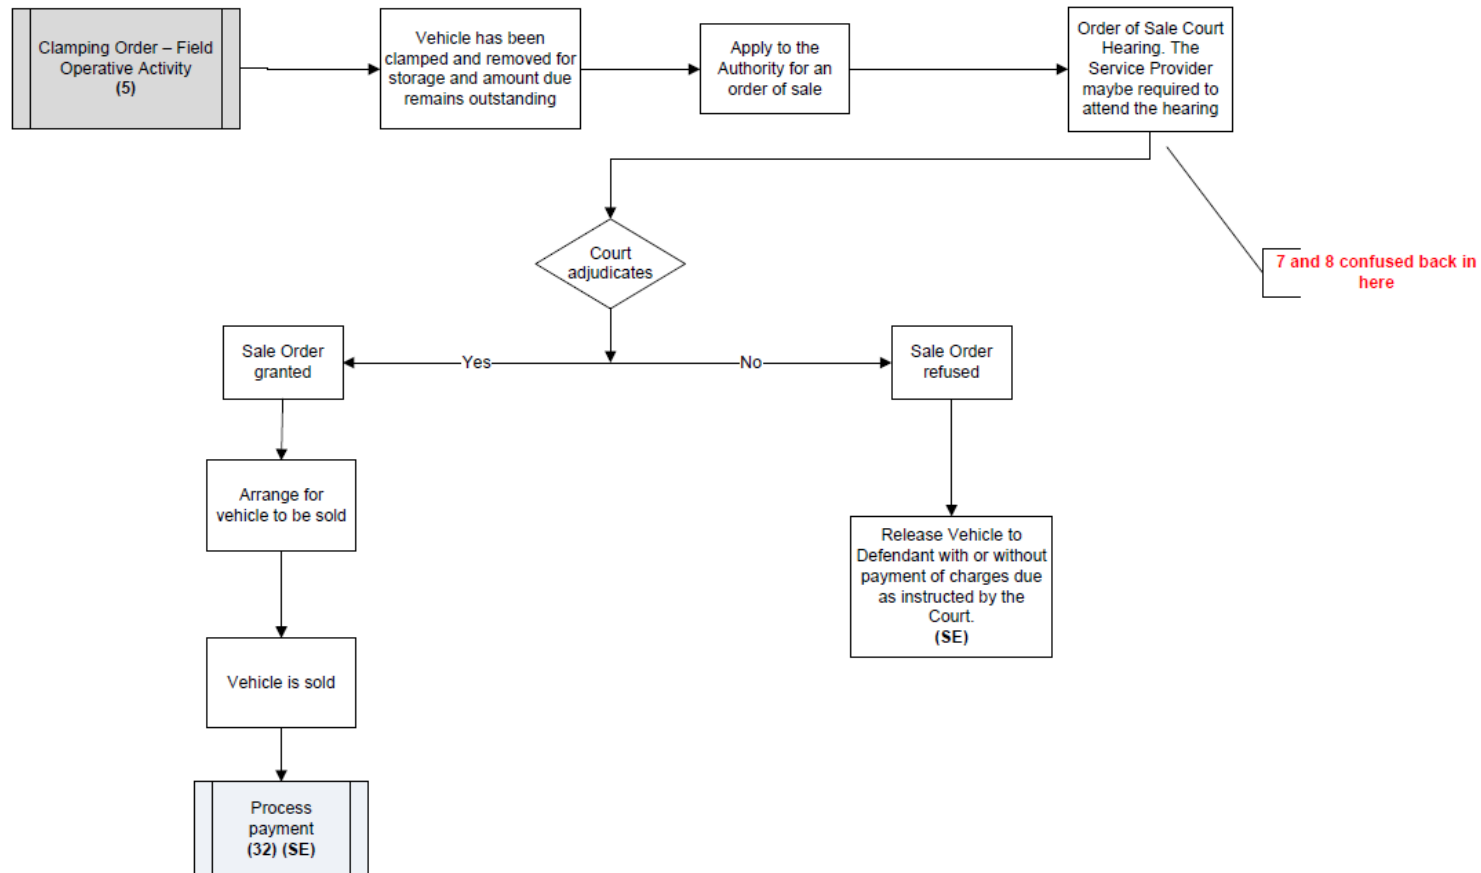 Clamping Order – Field
Operative Activity
(5)
Vehicle has been
clamped and removed for
storage and amount due
remains outstanding
Apply to the
Authority for an
order of sale
Order of Sale Court
Hearing. The
Service Provider
maybe required to
attend the hearing
7 and 8 confused back in
here
Court
adjudicates
Sale Order
granted
Yes
No
Sale Order
refused
Arrange for
vehicle to be sold
Release Vehicle to
Defendant with or without
payment of charges due
as instructed by the
Court.
(SE)
Vehicle is sold
Process
payment
(32) (SE)